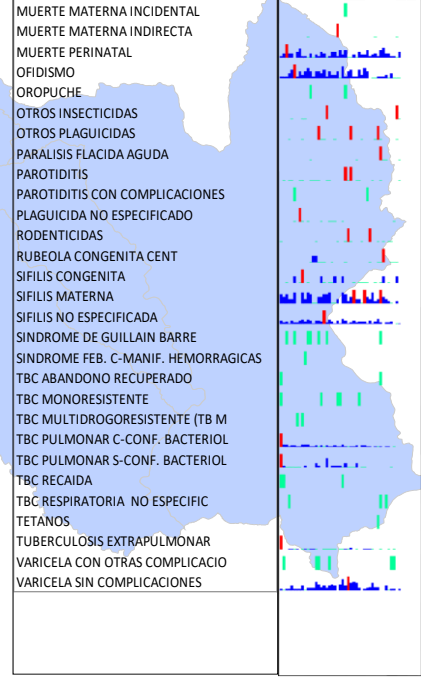 MUERTE MATERNA INCIDENTAL
MUERTE MATERNA INDIRECTA
MUERTE PERINATAL
OFIDISMO
OROPUCHE
OTROS INSECTICIDAS
OTROS PLAGUICIDAS
PARALISIS FLACIDA AGUDA
PAROTIDITIS
PAROTIDITIS CON COMPLICACIONES
PLAGUICIDA NO ESPECIFICADO
RODENTICIDAS
RUBEOLA CONGENITA CENT
SIFILIS CONGENITA
SIFILIS MATERNA
SIFILIS NO ESPECIFICADA
SINDROME DE GUILLAIN BARRE
SINDROME FEB. C-MANIF. HEMORRAGICAS
TBC ABANDONO RECUPERADO
TBC MONORESISTENTE
TBC MULTIDROGORESISTENTE (TB M
TBC PULMONAR C-CONF. BACTERIOL
TBC PULMONAR S-CONF. BACTERIOL
TBC RECAIDA
TBC RESPIRATORIA NO ESPECIFIC
TETANOS
TUBERCULOSIS EXTRAPULMONAR
VARICELA CON OTRAS COMPLICACIO
VARICELA SIN COMPLICACIONES